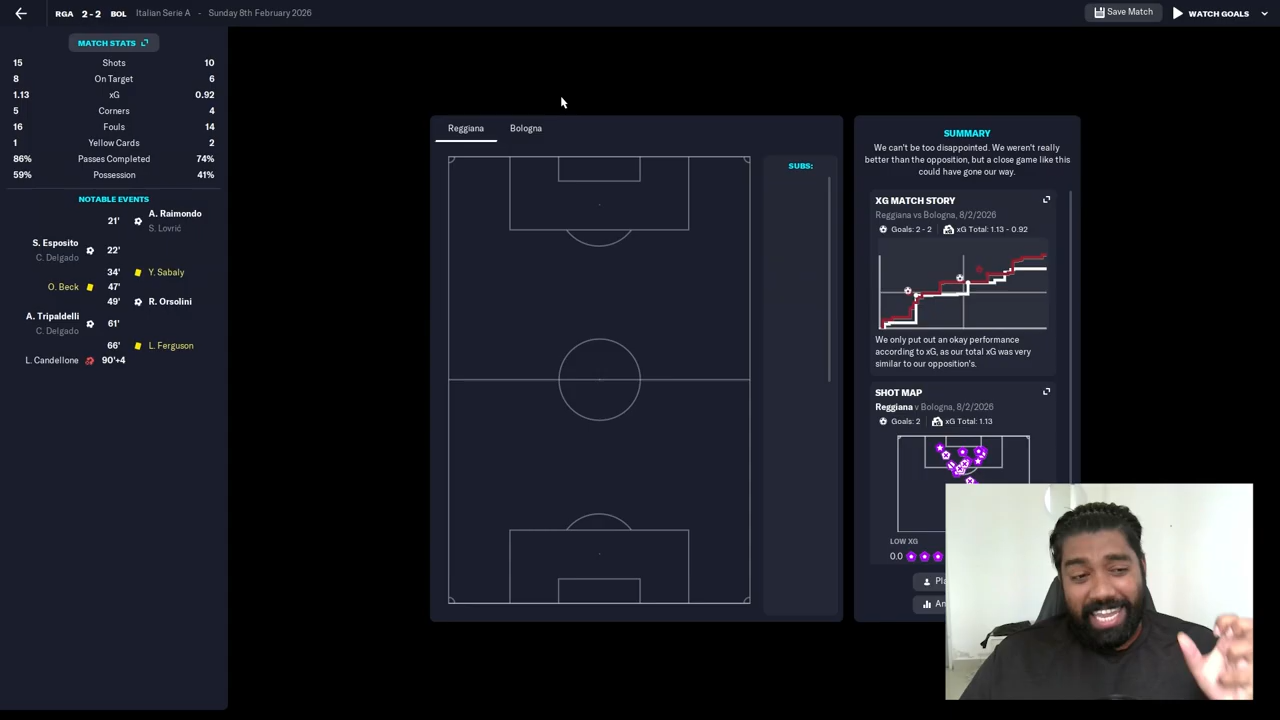 RGA 2 - 2 BOL Italian Serie A - Sunday 8th February 2026
Save Match
WATCH GOALS
MATCH STATS
15 Shots 10
8 On Target 6
1.13 xG 0.92
5 Corners 4
16 Fouls 14
1 Yellow Cards 2
86% Passes Completed 74%
59% Possession 41%
NOTABLE EVENTS
21' A. Raimondo
S. Lovrić
S. Esposito 22'
C. Delgado
34' Y. Sabaly
O. Beck 47'
49' R. Orsolini
A. Tripaldelli 61'
C. Delgado
66' L. Ferguson
L. Candellone 90'+4
Reggiana Bologna
SUBS:
SUMMARY
We can't be too disappointed. We weren't really
better than the opposition, but a close game like this
could have gone our way.
XG MATCH STORY
Reggiana vs Bologna, 8/2/2026
Goals: 2 - 2 xG Total: 1.13 - 0.92
We only put out an okay performance
according to xG, as our total xG was very
similar to our opposition's.
SHOT MAP
Reggiana v Bologna, 8/2/2026
Goals: 2 xG Total: 1.13
LOW XG
0.0